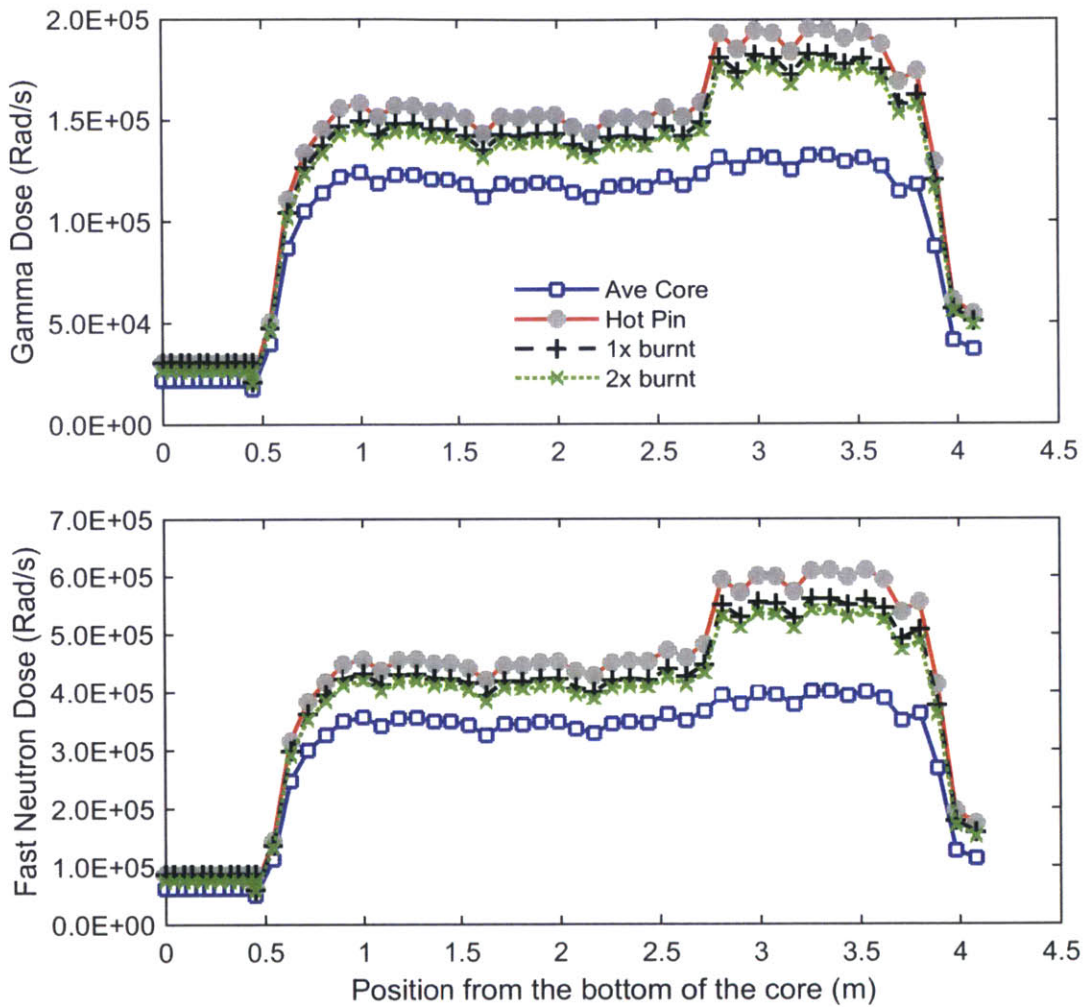 2.0E+05
1.5E+05
1.0E+05
5.0E+04
0.0E+00
Gamma Dose (Rad/s)
Ave Core
Hot Pin
1x burnt
2x burnt
0 0.5 1 1.5 2 2.5 3 3.5 4 4.5
7.0E+05
6.0E+05
5.0E+05
4.0E+05
3.0E+05
2.0E+05
1.0E+05
0.0E+00
Fast Neutron Dose (Rad/s)
0 0.5 1 1.5 2 2.5 3 3.5 4 4.5
Position from the bottom of the core (m)